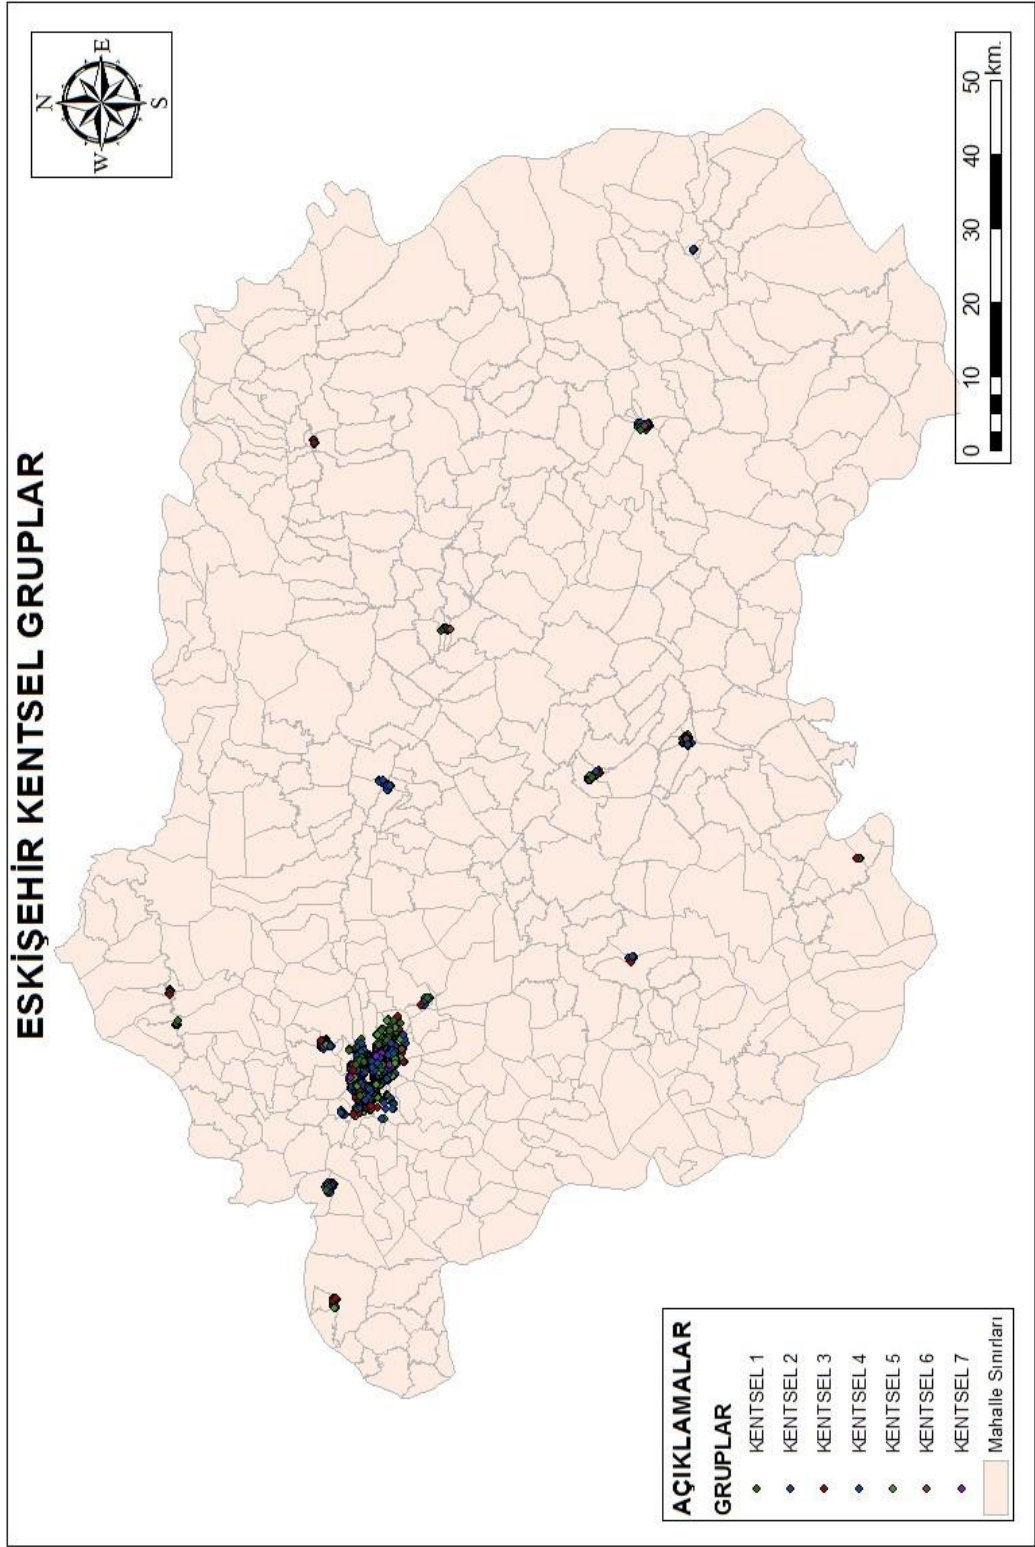 ESKİŞEHİR KENTSEL GRUPLAR
N
W
E
S
AÇIKLAMALAR
GRUPLAR
KENTSEL 1
KENTSEL 2
KENTSEL 3
KENTSEL 4
KENTSEL 5
KENTSEL 6
KENTSEL 7
Mahalle Sınırları
0 10 20 30 40 50
km.